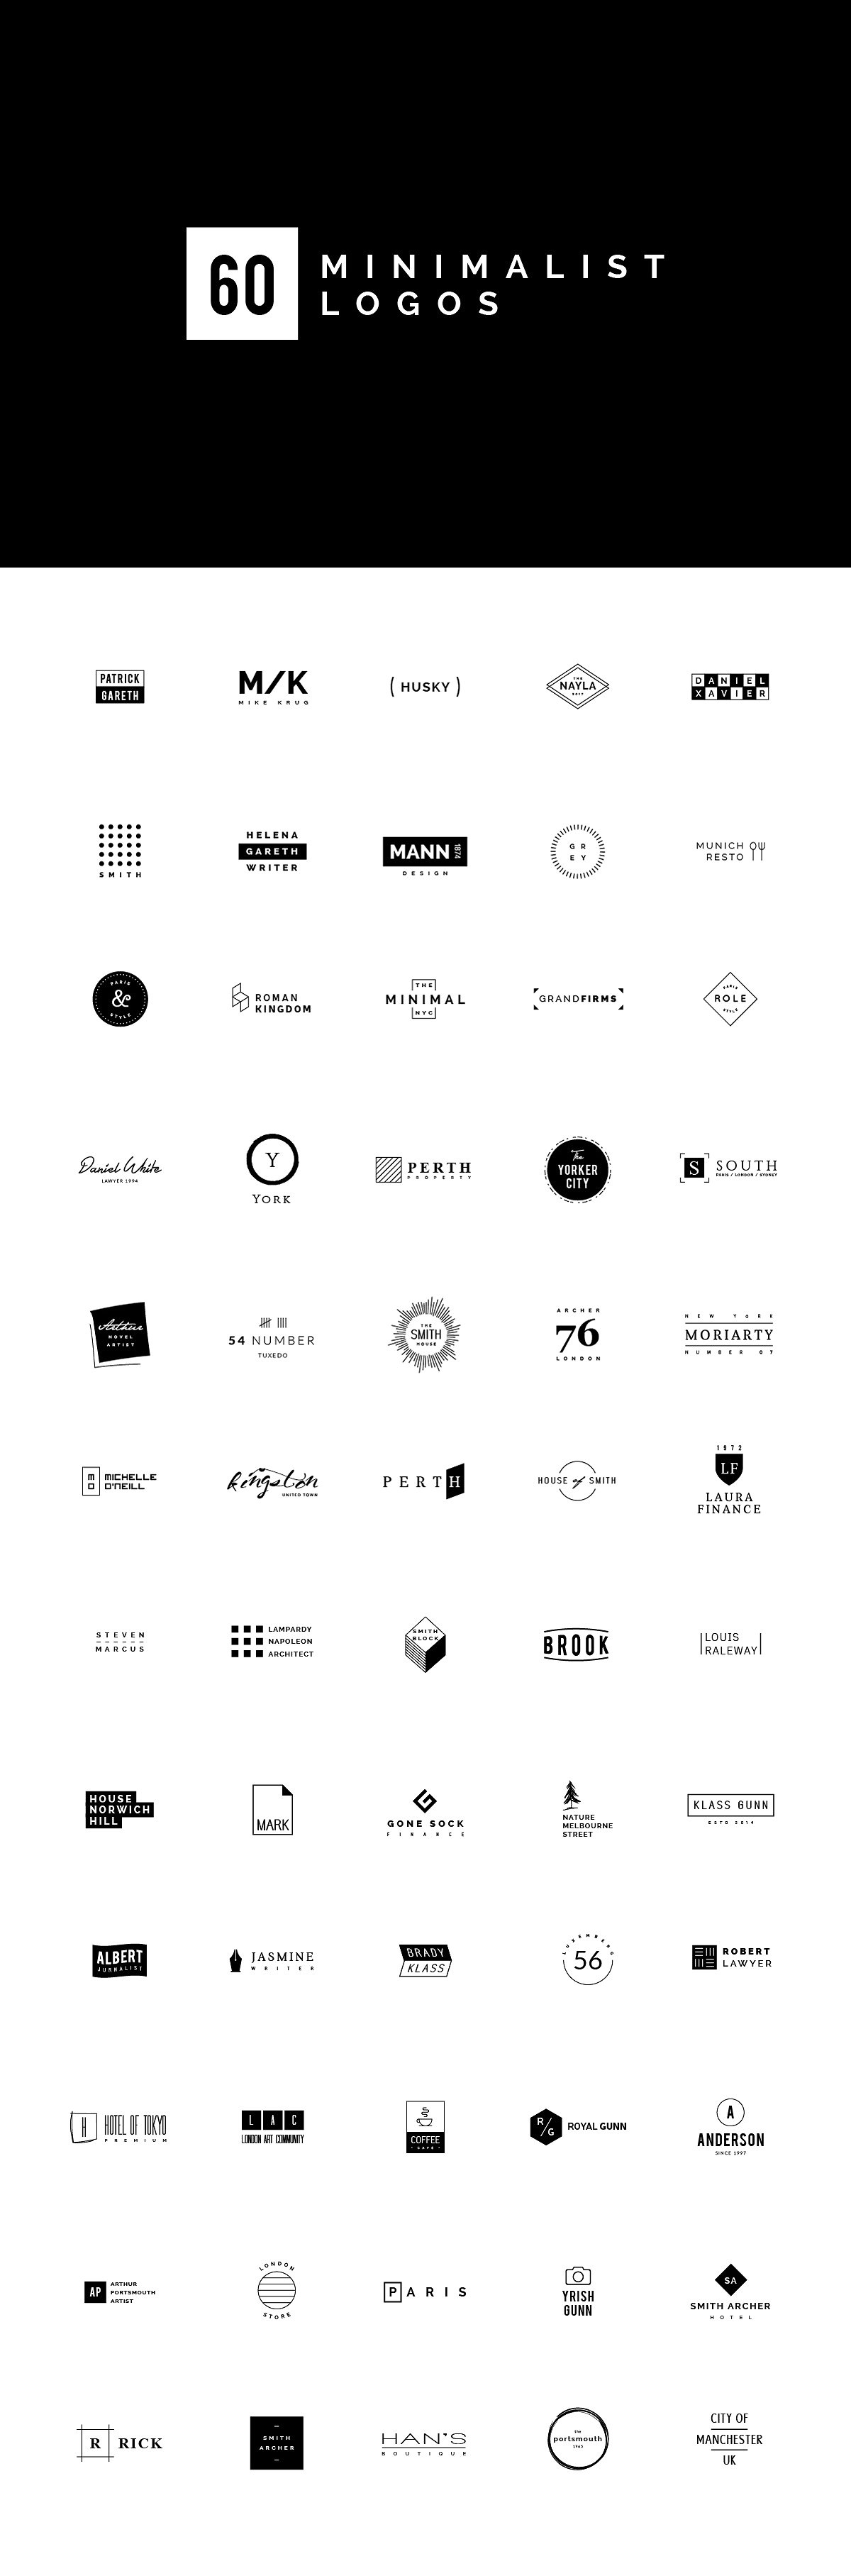 60
MINIMALIST
LOGOS
PATRICK
GARETH
M/K
MIKE KRUG
( HUSKY )
THE
NAYLA
2017
DANIEL
XAVIER
SMITH
HELENA
GARETH
WRITER
MANN
1874
DESIGN
GR
EY
MUNICH
RESTO
PARIS
&
STYLE
ROMAN
KINGDOM
THE
MINIMAL
NYC
GRANDFIRMS
PARIS
ROLE
STYLE
Daniel White
LAWYER 1994
Y
YORK
PERTH
PROPERTY
The
YORKER
CITY
S
SOUTH
PARIS / LONDON / SYDNEY
Arthur
NOVEL
ARTIST
54 NUMBER
TUXEDO
THE
SMITH
HOUSE
ARCHER
76
LONDON
NEW YORK
MORIARTY
NUMBER 07
M
O
MICHELLE
O'NEILL
Kingston
UNITED TOWN
PERTH
HOUSE of SMITH
1972
LF
LAURA
FINANCE
STEVEN
MARCUS
LAMPARDY
NAPOLEON
ARCHITECT
SMITH
BLOCK
BROOK
LOUIS
RALEWAY
HOUSE
NORWICH
HILL
MARK
GONE SOCK
FINANCE
NATURE
MELBOURNE
STREET
KLASS GUNN
ESTD 2014
ALBERT
JURNALIST
JASMINE
WRITER
BRADY
KLASS
LUXEMBERG
56
ROBERT
LAWYER
H
HOTEL OF TOKYO
PREMIUM
LAC
LONDON ART COMMUNITY
COFFEE
CAFE
R/G
ROYAL GUNN
A
ANDERSON
SINCE 1997
AP
ARTHUR
PORTSMOUTH
ARTIST
LONDON
STORE
PARIS
YRISH
GUNN
SA
SMITH ARCHER
HOTEL
R
RICK
SMITH
ARCHER
HAN'S
BOUTIQUE
the
portsmouth
CITY OF
MANCHESTER
UK